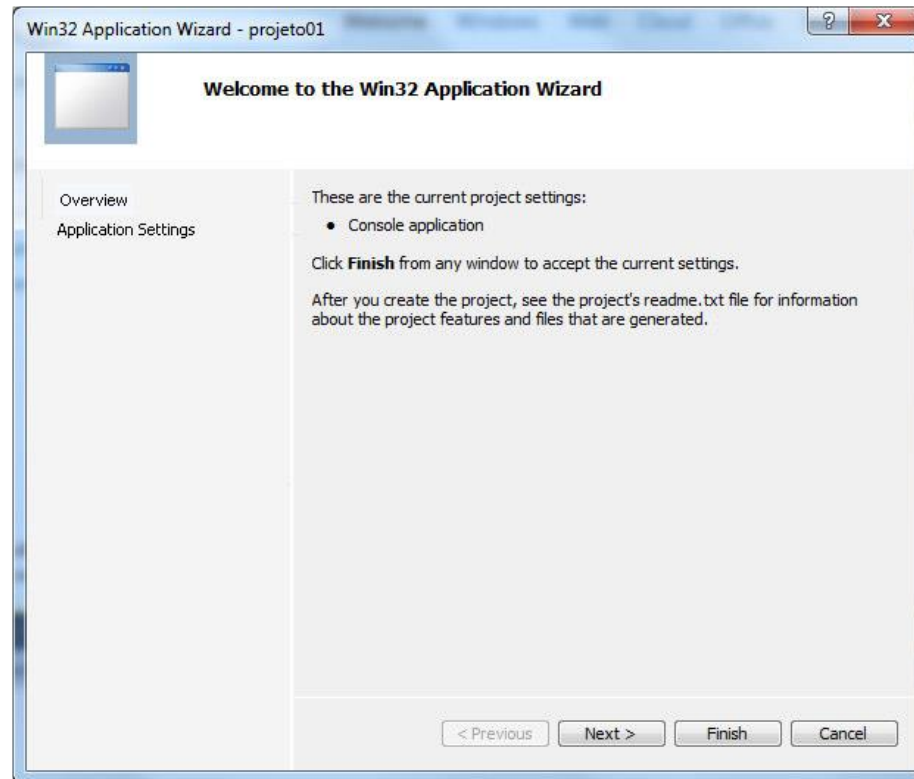 Win32 Application Wizard - projeto01
Welcome to the Win32 Application Wizard
Overview
Application Settings
These are the current project settings:
• Console application
Click Finish from any window to accept the current settings.
After you create the project, see the project's readme.txt file for information
about the project features and files that are generated.
< Previous
Next >
Finish
Cancel